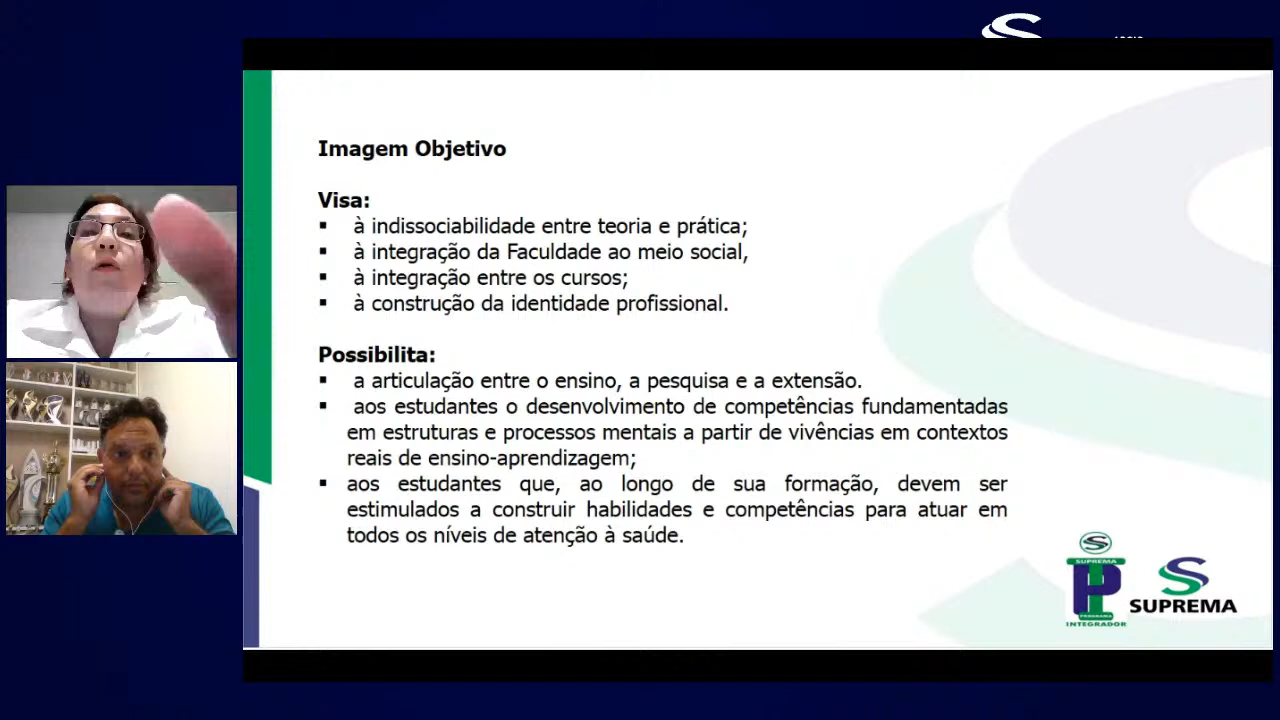 Imagem Objetivo
Visa:
▪ à indissociabilidade entre teoria e prática;
▪ à integração da Faculdade ao meio social,
▪ à integração entre os cursos;
▪ à construção da identidade profissional.
Possibilita:
▪ a articulação entre o ensino, a pesquisa e a extensão.
▪ aos estudantes o desenvolvimento de competências fundamentadas
em estruturas e processos mentais a partir de vivências em contextos
reais de ensino-aprendizagem;
▪ aos estudantes que, ao longo de sua formação, devem ser
estimulados a construir habilidades e competências para atuar em
todos os níveis de atenção à saúde.
SUPREMA
PI
PROGRAMA
INTEGRADOR
SUPREMA